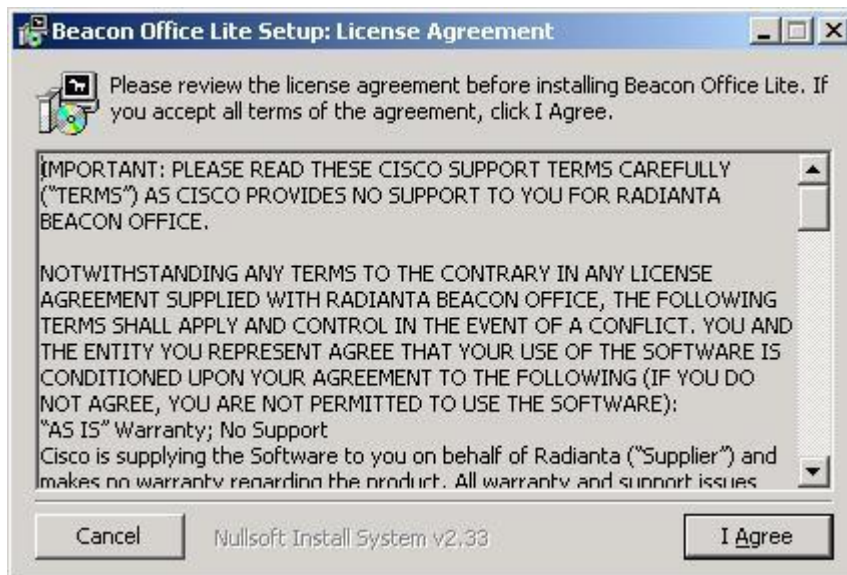 Beacon Office Lite Setup: License Agreement
Please review the license agreement before installing Beacon Office Lite. If
you accept all terms of the agreement, click I Agree.
IMPORTANT: PLEASE READ THESE CISCO SUPPORT TERMS CAREFULLY
("TERMS") AS CISCO PROVIDES NO SUPPORT TO YOU FOR RADIANTA
BEACON OFFICE.
NOTWITHSTANDING ANY TERMS TO THE CONTRARY IN ANY LICENSE
AGREEMENT SUPPLIED WITH RADIANTA BEACON OFFICE, THE FOLLOWING
TERMS SHALL APPLY AND CONTROL IN THE EVENT OF A CONFLICT. YOU AND
THE ENTITY YOU REPRESENT AGREE THAT YOUR USE OF THE SOFTWARE IS
CONDITIONED UPON YOUR AGREEMENT TO THE FOLLOWING (IF YOU DO
NOT AGREE, YOU ARE NOT PERMITTED TO USE THE SOFTWARE):
"AS IS" Warranty; No Support
Cisco is supplying the Software to you on behalf of Radianta ("Supplier") and
makes no warranty regarding the product. All warranty and support issues
Cancel
Nullsoft Install System v2.33
I Agree